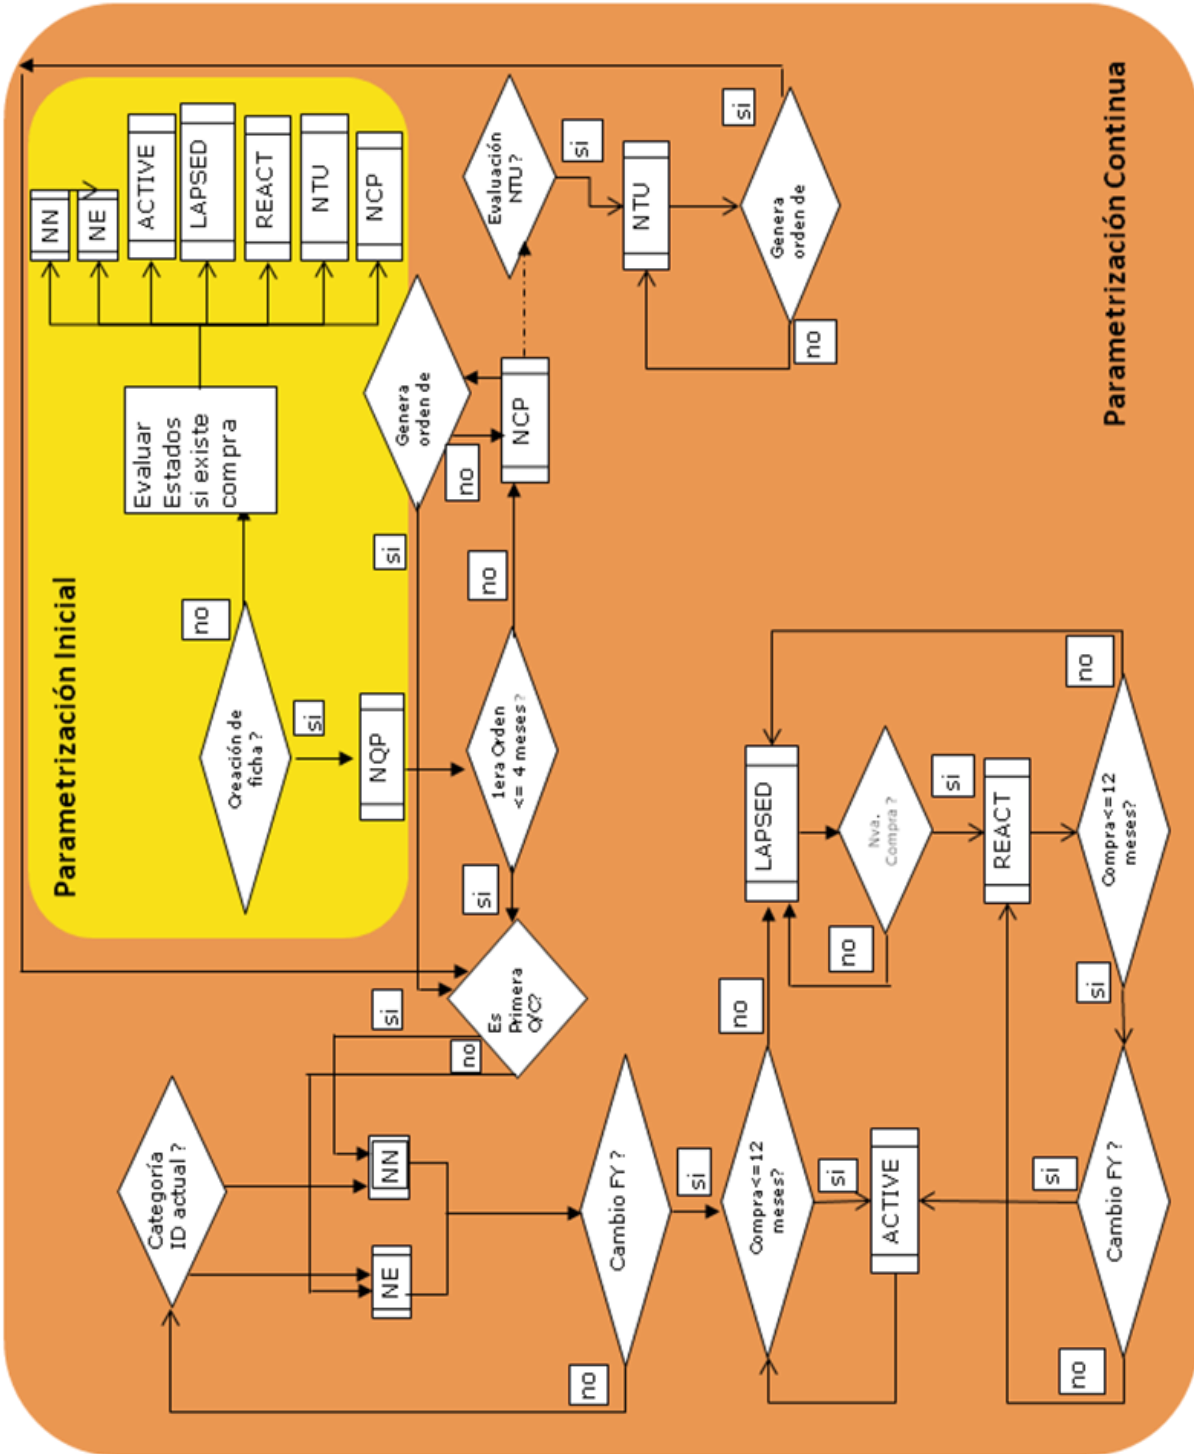 Parametrización Inicial
NN
NE
ACTIVE
LAPSED
REACT
NTU
NCP
Evaluar
Estados
si existe
compra
no
Creación de
ficha ?
si
NQP
Categoría
ID actual ?
si
no
NN
NE
Es
Primera
O/C?
si
1era Orden
<= 4 meses?
no
si
Genera
orden de
no
NCP
Evaluación
NTU ?
si
NTU
Genera
orden de
si
no
Cambio FY ?
no
si
Compra<=12
meses?
no
si
ACTIVE
LAPSED
Nva.
Compra ?
no
si
REACT
Compra<=12
meses?
no
si
Cambio FY ?
si
no
Parametrización Continua